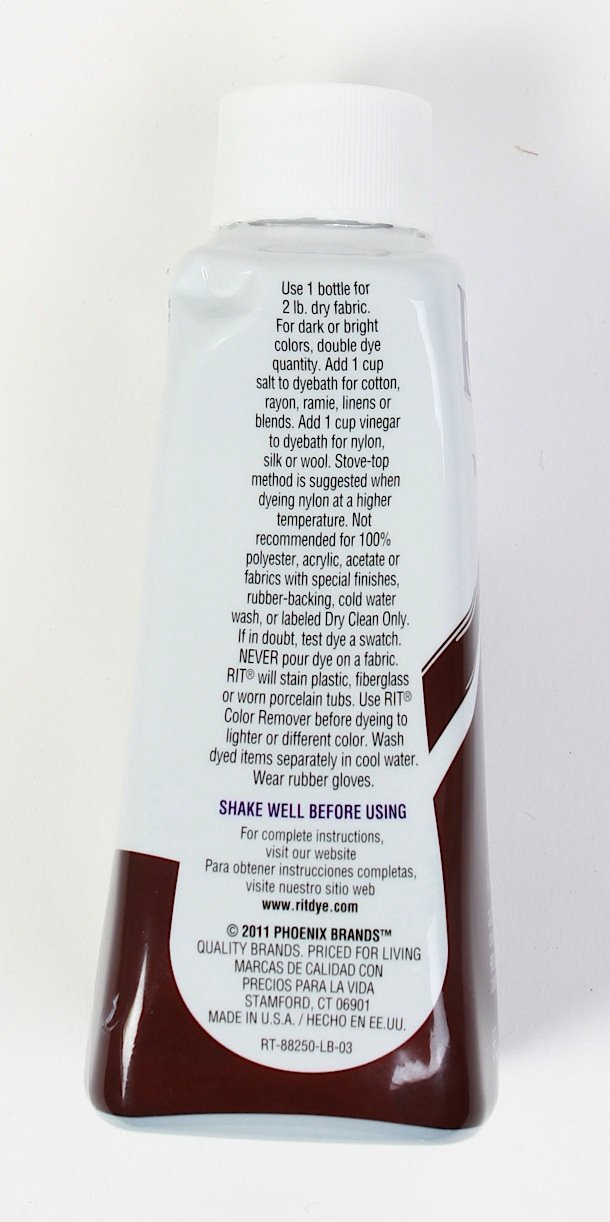 Use 1 bottle for
2 lb. dry fabric.
For dark or bright
colors, double dye
quantity. Add 1 cup
salt to dyebath for cotton,
rayon, ramie, linens or
blends. Add 1 cup vinegar
to dyebath for nylon,
silk or wool. Stove-top
method is suggested when
dyeing nylon at a higher
temperature. Not
recommended for 100%
polyester, acrylic, acetate or
fabrics with special finishes,
rubber-backing, cold water
wash, or labeled Dry Clean Only.
If in doubt, test dye a swatch.
NEVER pour dye on a fabric.
RIT® will stain plastic, fiberglass
or worn porcelain tubs. Use RIT®
Color Remover before dyeing to
lighter or different color. Wash
dyed items separately in cool water.
Wear rubber gloves.
SHAKE WELL BEFORE USING
For complete instructions,
visit our website
Para obtener instrucciones completas,
visite nuestro sitio web
www.ritdye.com
© 2011 PHOENIX BRANDS™
QUALITY BRANDS. PRICED FOR LIVING
MARCAS DE CALIDAD CON
PRECIOS PARA LA VIDA
STAMFORD, CT 06901
MADE IN U.S.A. / HECHO EN EE.UU.
RT-88250-LB-03